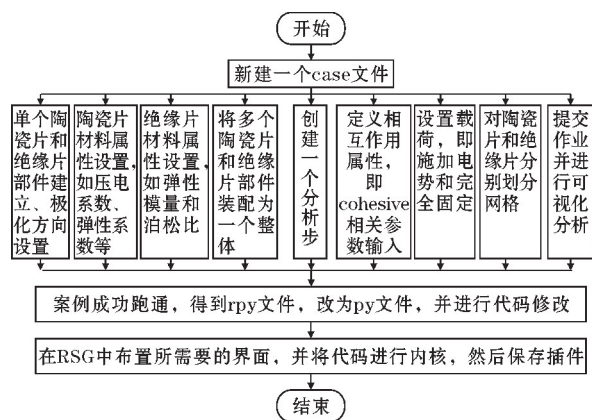 开始
新建一个case文件
单个陶
瓷片和
绝缘片
部件建
立、极
化方向
设置
陶瓷片
材料属
性设置,
如压电
系数、
弹性系
数等
绝缘片
材料属
性设置,
如弹性
模量和
泊松比
将多个
陶瓷片
和绝缘
片部件
装配为
一个整
体
创建
一个
分析
步
定义相
互作用
属性,
即
cohesive
相关参
数输入
设置载
荷，即
施加电
势和完
全固定
对陶瓷
片和绝
缘片分
别划分
网格
提交
作业
并进
行可
视化
分析
案例成功跑通，得到rpy文件，改为py文件，并进行代码修改
在RSG中布置所需要的界面，并将代码进行内核，然后保存插件
结束